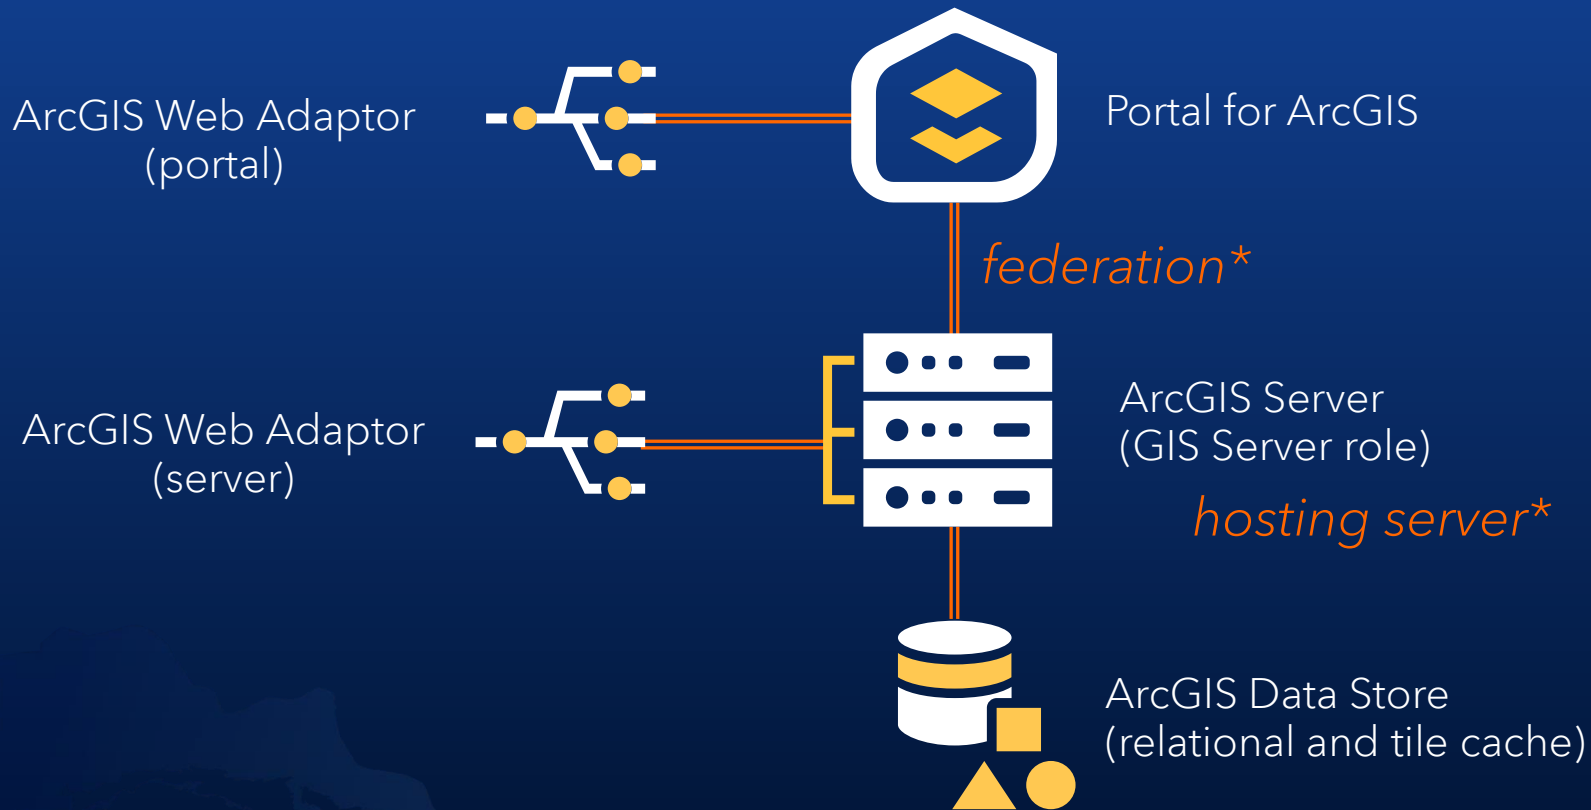 ArcGIS Web Adaptor
(portal)
Portal for ArcGIS
federation*
ArcGIS Web Adaptor
(server)
ArcGIS Server
(GIS Server role)
hosting server*
ArcGIS Data Store
(relational and tile cache)